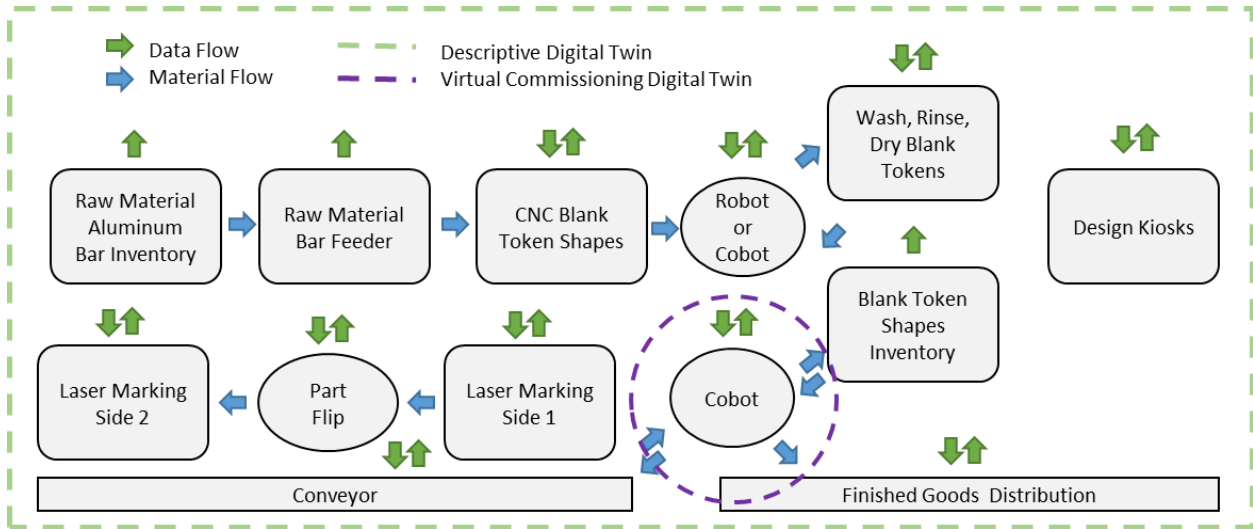 Data Flow
Material Flow
Descriptive Digital Twin
Virtual Commissioning Digital Twin
Raw Material
Aluminum
Bar Inventory
Raw Material
Bar Feeder
CNC Blank
Token Shapes
Robot
or
Cobot
Wash, Rinse,
Dry Blank
Tokens
Design Kiosks
Blank Token
Shapes
Inventory
Laser Marking
Side 2
Part
Flip
Laser Marking
Side 1
Cobot
Conveyor
Finished Goods Distribution